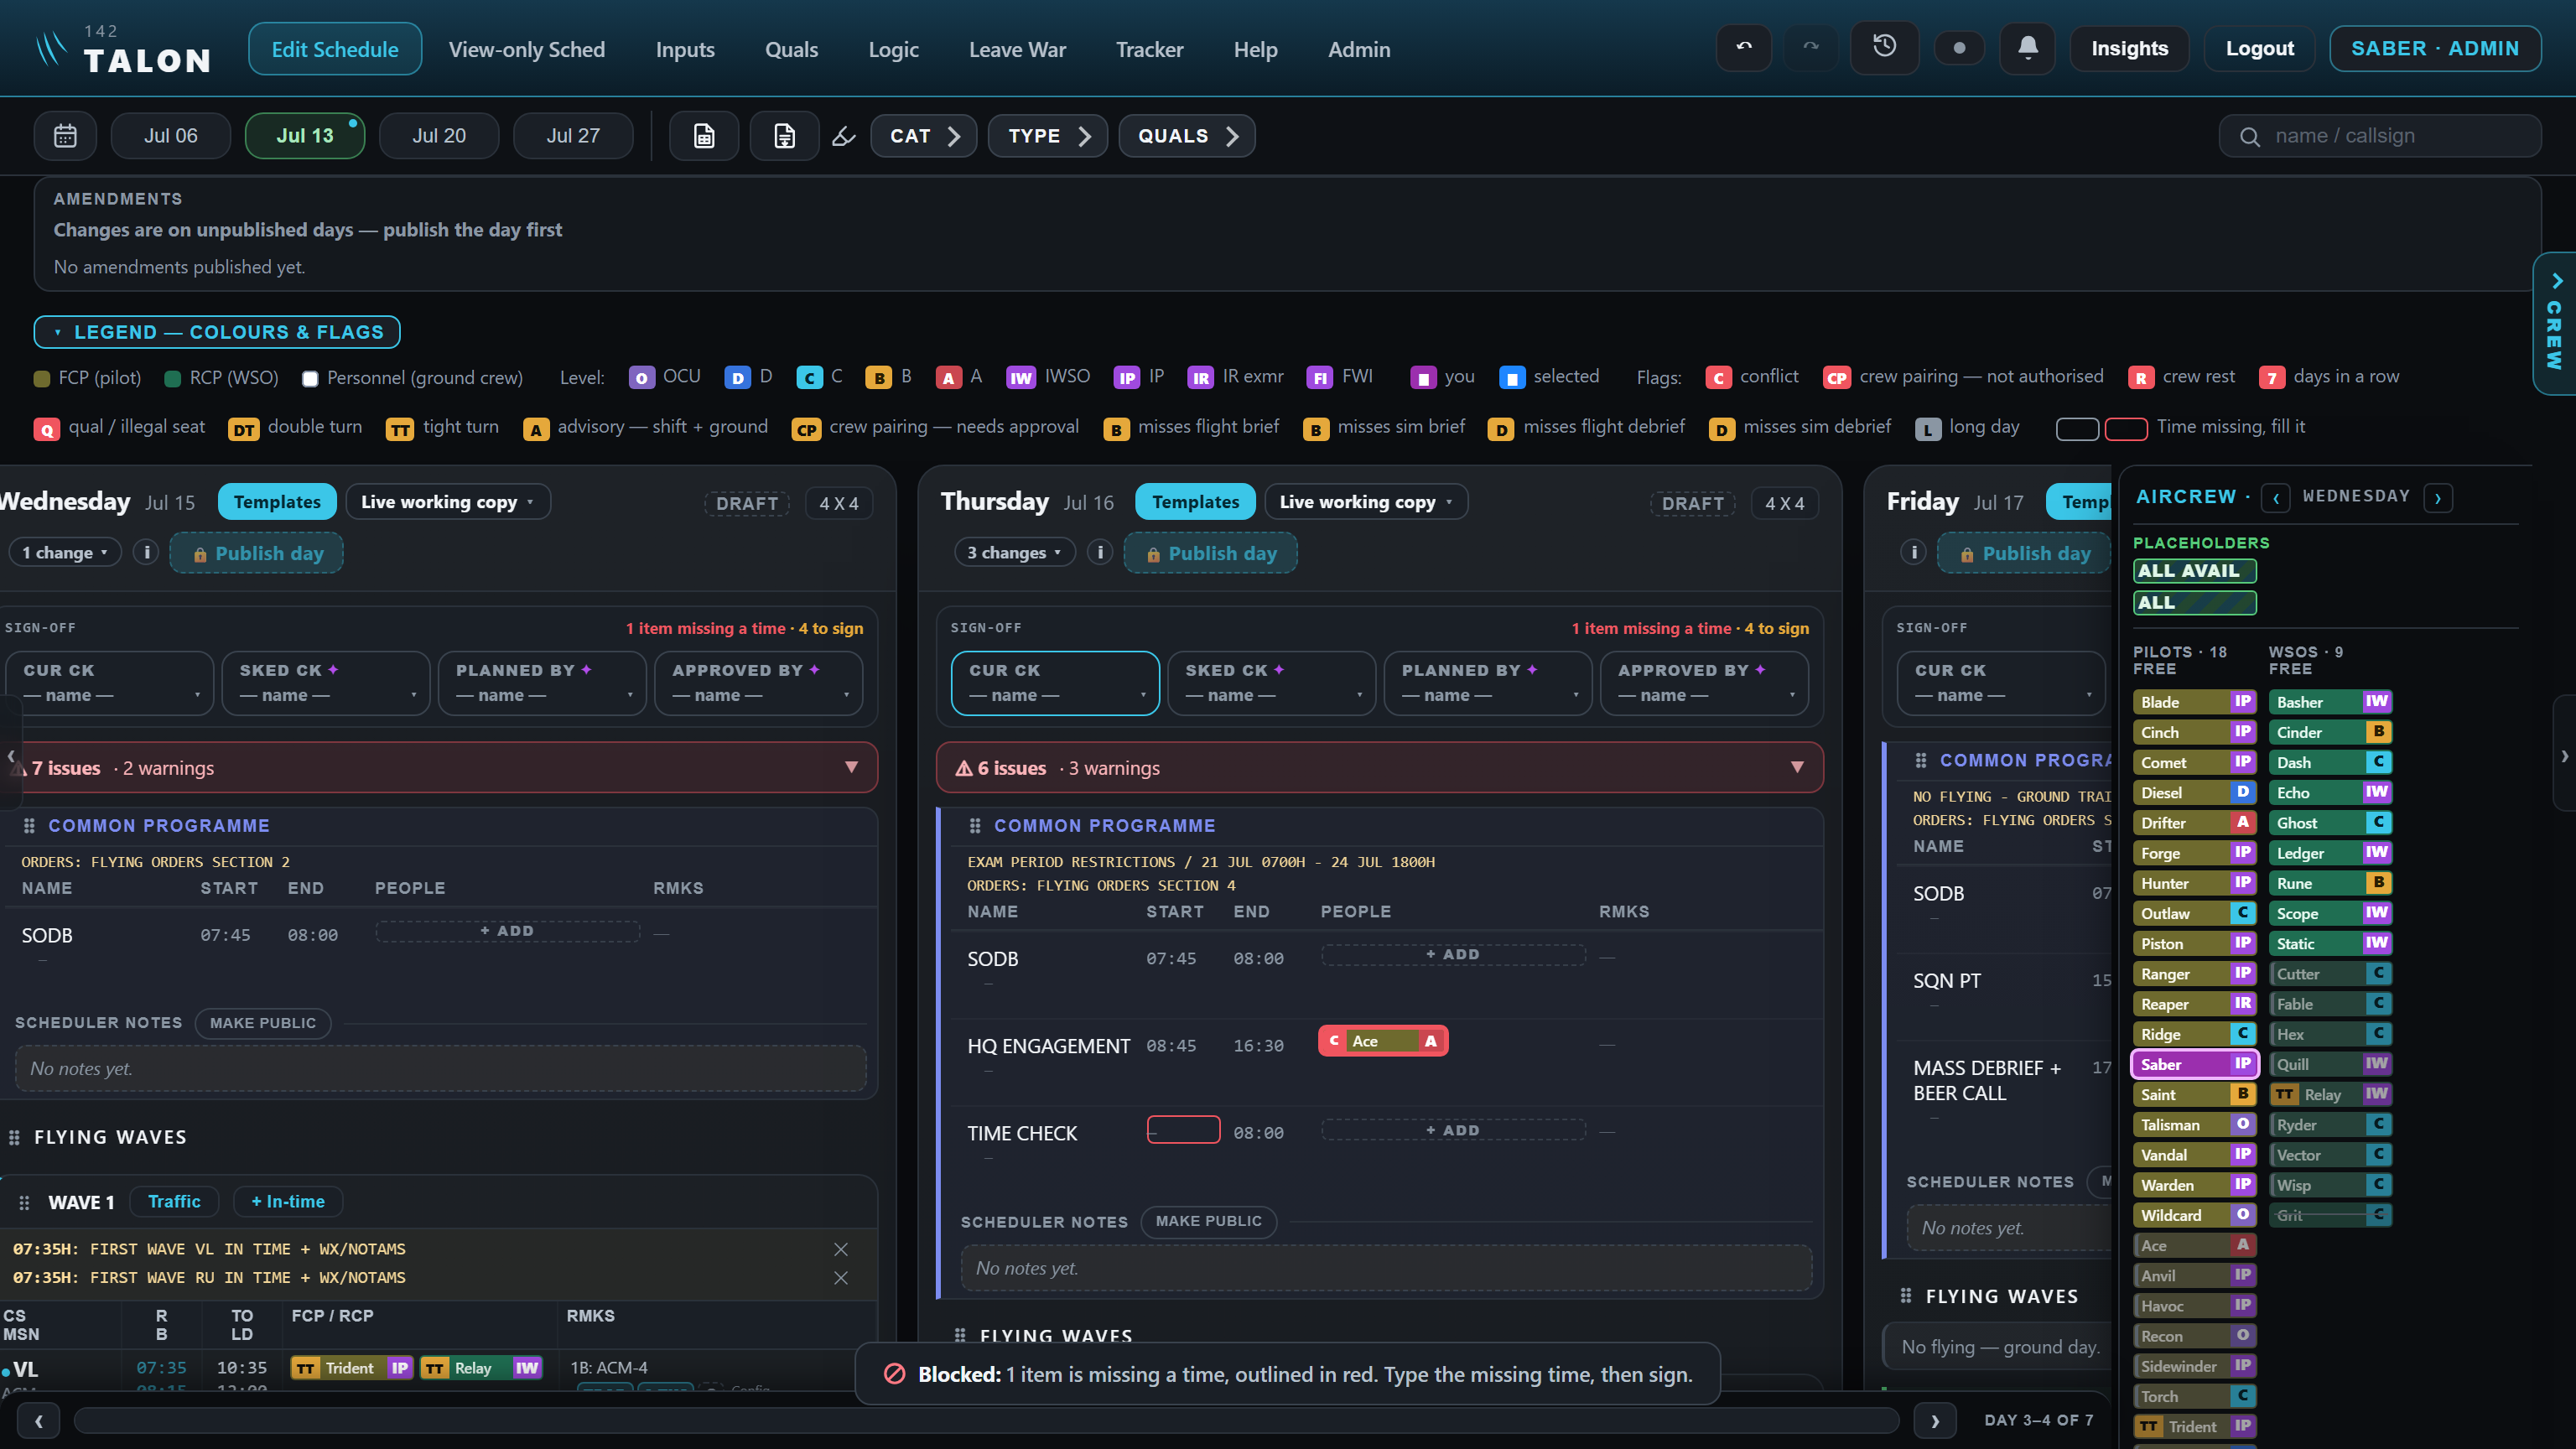 142
TALON
Edit Schedule
View-only Sched
Inputs
Quals
Logic
Leave War
Tracker
Help
Admin
Insights
Logout
SABER · ADMIN
Jul 06
Jul 13
Jul 20
Jul 27
CAT
TYPE
QUALS
name / callsign
AMENDMENTS
Changes are on unpublished days — publish the day first
No amendments published yet.
CREW
LEGEND — COLOURS & FLAGS
FCP (pilot) RCP (WSO) Personnel (ground crew) Level: O OCU D D C C B B A A IW IWSO IP IP IR IR exmr FI FWI you selected Flags: C conflict CP crew pairing — not authorised R crew rest 7 days in a row
Q qual / illegal seat DT double turn TT tight turn A advisory — shift + ground CP crew pairing — needs approval B misses flight brief B misses sim brief D misses flight debrief D misses sim debrief L long day Time missing, fill it
Wednesday Jul 15 Templates Live working copy DRAFT 4 X 4
1 change i Publish day
SIGN-OFF 1 item missing a time · 4 to sign
CUR CK SKED CK PLANNED BY APPROVED BY
— name — — name — — name — — name —
7 issues · 2 warnings
COMMON PROGRAMME
ORDERS: FLYING ORDERS SECTION 2
NAME START END PEOPLE RMKS
SODB 07:45 08:00 + ADD —
—
SCHEDULER NOTES MAKE PUBLIC
No notes yet.
FLYING WAVES
WAVE 1 Traffic + In-time
07:35H: FIRST WAVE VL IN TIME + WX/NOTAMS
07:35H: FIRST WAVE RU IN TIME + WX/NOTAMS
CS R TO FCP / RCP RMKS
MSN B LD
VL 07:35 10:35 TT Trident IP TT Relay IW 1B: ACM-4
Thursday Jul 16 Templates Live working copy DRAFT 4 X 4
3 changes i Publish day
SIGN-OFF 1 item missing a time · 4 to sign
CUR CK SKED CK PLANNED BY APPROVED BY
— name — — name — — name — — name —
6 issues · 3 warnings
COMMON PROGRAMME
EXAM PERIOD RESTRICTIONS / 21 JUL 0700H - 24 JUL 1800H
ORDERS: FLYING ORDERS SECTION 4
NAME START END PEOPLE RMKS
SODB 07:45 08:00 + ADD —
—
HQ ENGAGEMENT 08:45 16:30 C Ace A —
—
TIME CHECK — 08:00 + ADD —
—
SCHEDULER NOTES MAKE PUBLIC
No notes yet.
FLYING WAVES
Friday Jul 17 Templ
i Publish day
SIGN-OFF
CUR CK
— name —
COMMON PROGRA
NO FLYING - GROUND TRAI
ORDERS: FLYING ORDERS S
NAME ST
SODB 07
—
SQN PT 15
—
MASS DEBRIEF + 17
BEER CALL
—
SCHEDULER NOTES M
No notes yet.
FLYING WAVES
No flying — ground day.
AIRCREW · WEDNESDAY
PLACEHOLDERS
ALL AVAIL
ALL
PILOTS · 18 WSOS · 9
FREE FREE
Blade IP Basher IW
Cinch IP Cinder B
Comet IP Dash C
Diesel D Echo IW
Drifter A Ghost C
Forge IP Ledger IW
Hunter IP Rune B
Outlaw C Scope IW
Piston IP Static IW
Ranger IP Cutter C
Reaper IR Fable C
Ridge C Hex C
Saber IP Quill IW
Saint B TT Relay IW
Talisman O Ryder C
Vandal IP Vector C
Warden IP Wisp C
Wildcard O Grit C
Ace A
Anvil IP
Havoc IP
Recon O
Sidewinder IP
Torch C
TT Trident IP
Blocked: 1 item is missing a time, outlined in red. Type the missing time, then sign.
DAY 3–4 OF 7